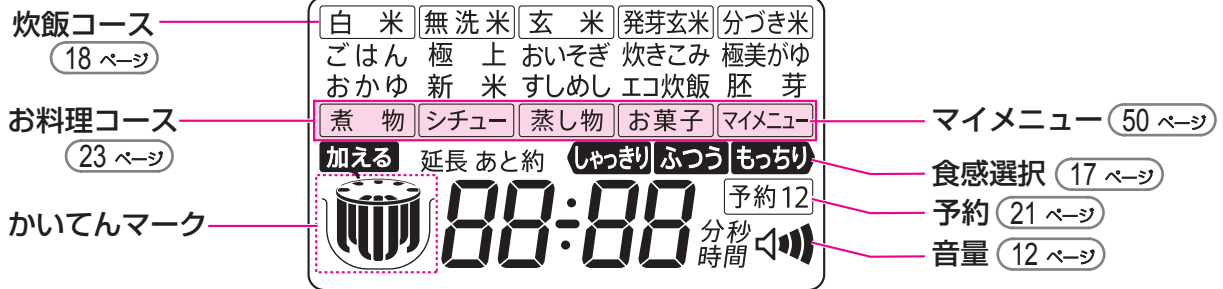 炊飯コース
18 ページ
お料理コース
23 ページ
かいてんマーク
白米 無洗米 玄米 発芽玄米 分づき米
ごはん 極上 おいそぎ 炊きこみ 極美がゆ
おかゆ 新米 すしめし エコ炊飯 胚芽
煮物 シチュー 蒸し物 お菓子 マイメニュー
加える 延長 あと約 しゃっきり ふつう もっちり
88:88
予約12
分秒
時間
マイメニュー 50 ページ
食感選択 17 ページ
予約 21 ページ
音量 12 ページ